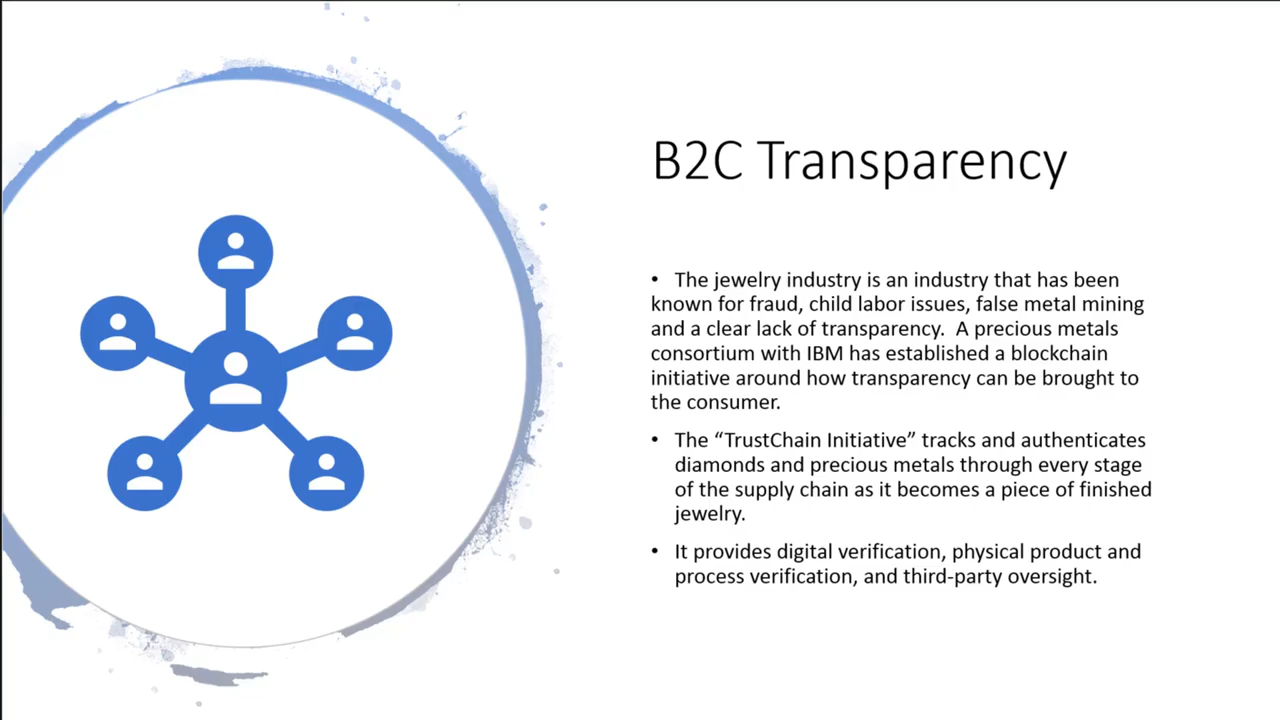 B2C Transparency
• The jewelry industry is an industry that has been
known for fraud, child labor issues, false metal mining
and a clear lack of transparency.  A precious metals
consortium with IBM has established a blockchain
initiative around how transparency can be brought to
the consumer.
• The “TrustChain Initiative” tracks and authenticates
diamonds and precious metals through every stage
of the supply chain as it becomes a piece of finished
jewelry.
• It provides digital verification, physical product and
process verification, and third-party oversight.